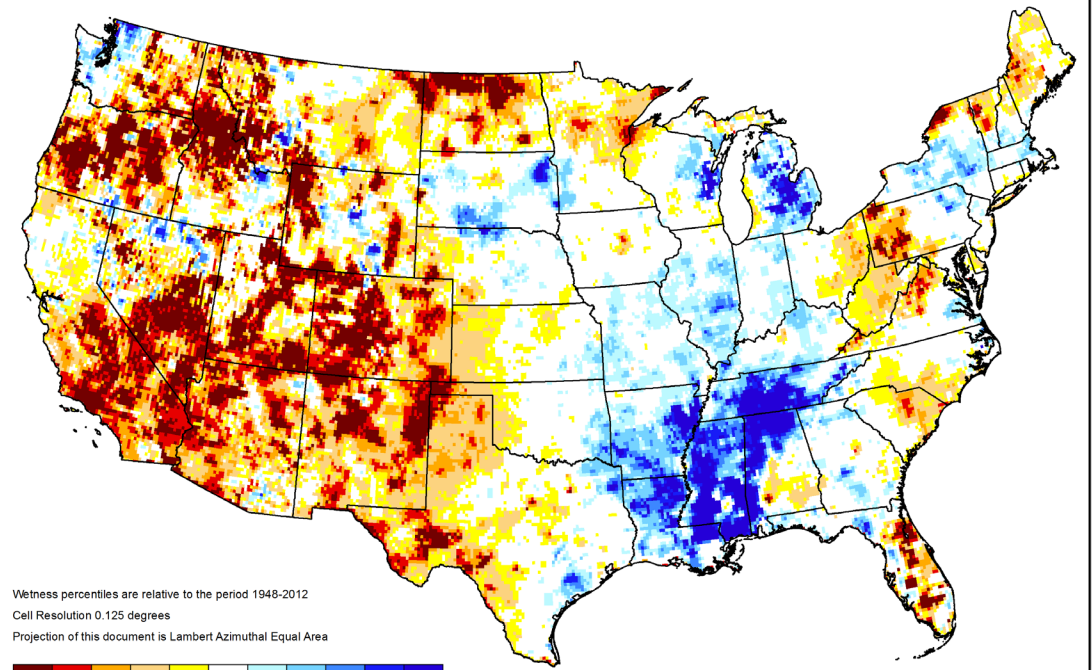 Wetness percentiles are relative to the period 1948-2012
Cell Resolution 0.125 degrees
Projection of this document is Lambert Azimuthal Equal Area